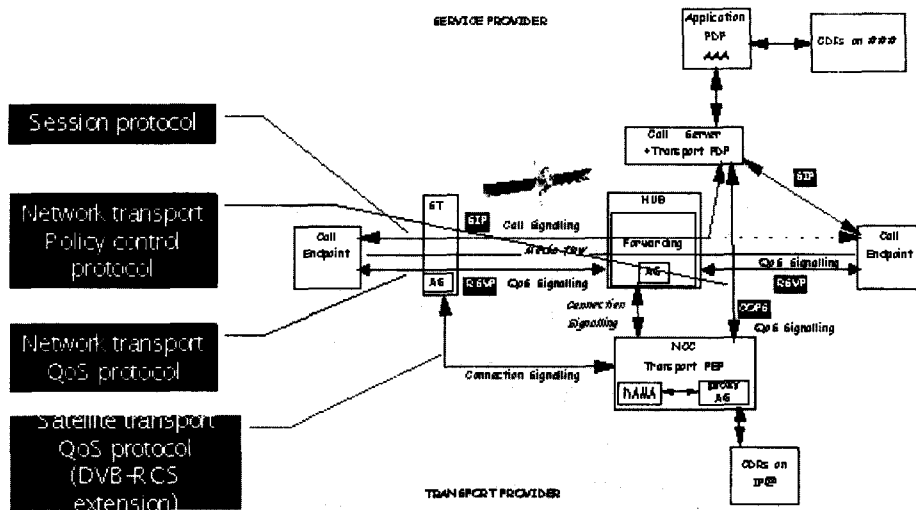 SERVICE PROVIDER
Application
PDP
AAA
CDRs on ###
Session protocol
Call Server
+Transport PDP
SIP
Network transport
Policy control
protocol
ST
HUB
SIP
Call Signalling
Forwarding
Call
Endpoint
Call
Endpoint
Media
AG
RSVP
QoS Signalling
AG
QoS Signalling
RSVP
Connection
Signalling
COPS
QoS Signalling
Network transport
QoS protocol
NCC
Transport PEP
Connection Signalling
DAMA
proxy
AG
Satellite transport
QoS protocol
(DVB-RCS
extension)
CDRs on
IP@
TRANSPORT PROVIDER